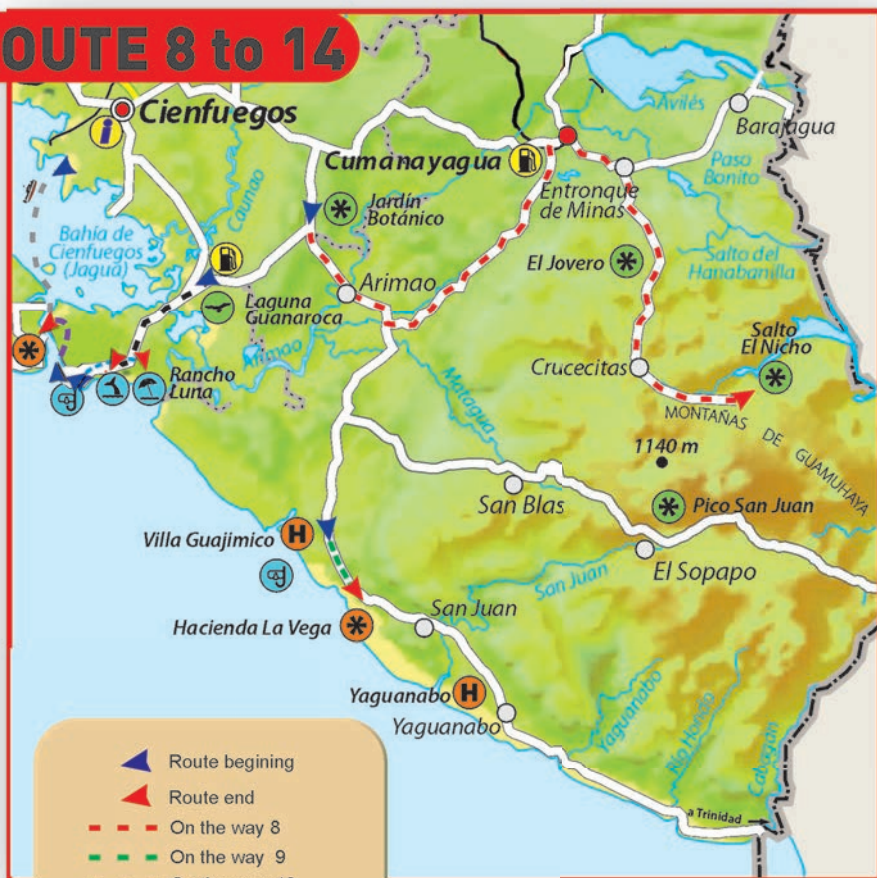 OUTE 8 to 14
Cienfuegos
i
Avilés
Barajagua
Cumanayagua
Paso
Bonito
Entronque
de Minas
Jardín
Botánico
Caunao
Bahía de
Cienfuegos
(Jagua)
El Jovero
Salto del
Hanabanilla
Arimao
Laguna
Guanaroca
Salto
El Nicho
Arimao
Rancho
Luna
Crucecitas
Matagua
MONTAÑAS DE GUAMUHAYA
1140 m
San Blas
Pico San Juan
Villa Guajimico
H
El Sopapo
San Juan
San Juan
Hacienda La Vega
Yaguanabo
H
Yaguanabo
Yaguanabo
Río Hondo
Cabagán
a Trinidad
Route begining
Route end
On the way 8
On the way 9